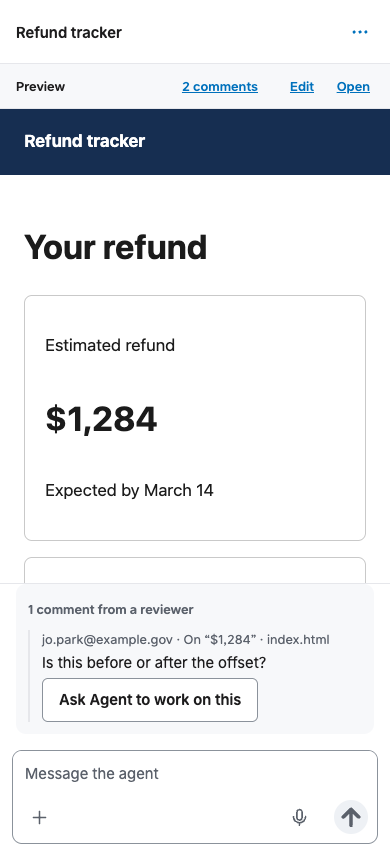 Refund tracker
Preview
2 comments
Edit
Open
Refund tracker
Your refund
Estimated refund
$1,284
Expected by March 14
1 comment from a reviewer
jo.park@example.gov · On “$1,284” · index.html
Is this before or after the offset?
Ask Agent to work on this
Message the agent